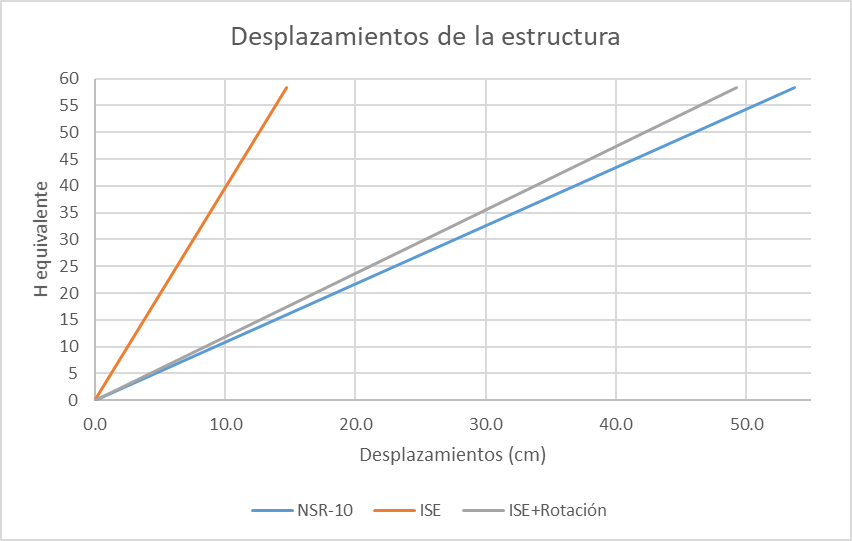 Desplazamientos de la estructura
H equivalente
60
55
50
45
40
35
30
25
20
15
10
5
0
0.0 10.0 20.0 30.0 40.0 50.0
Desplazamientos (cm)
NSR-10 ISE ISE+Rotación